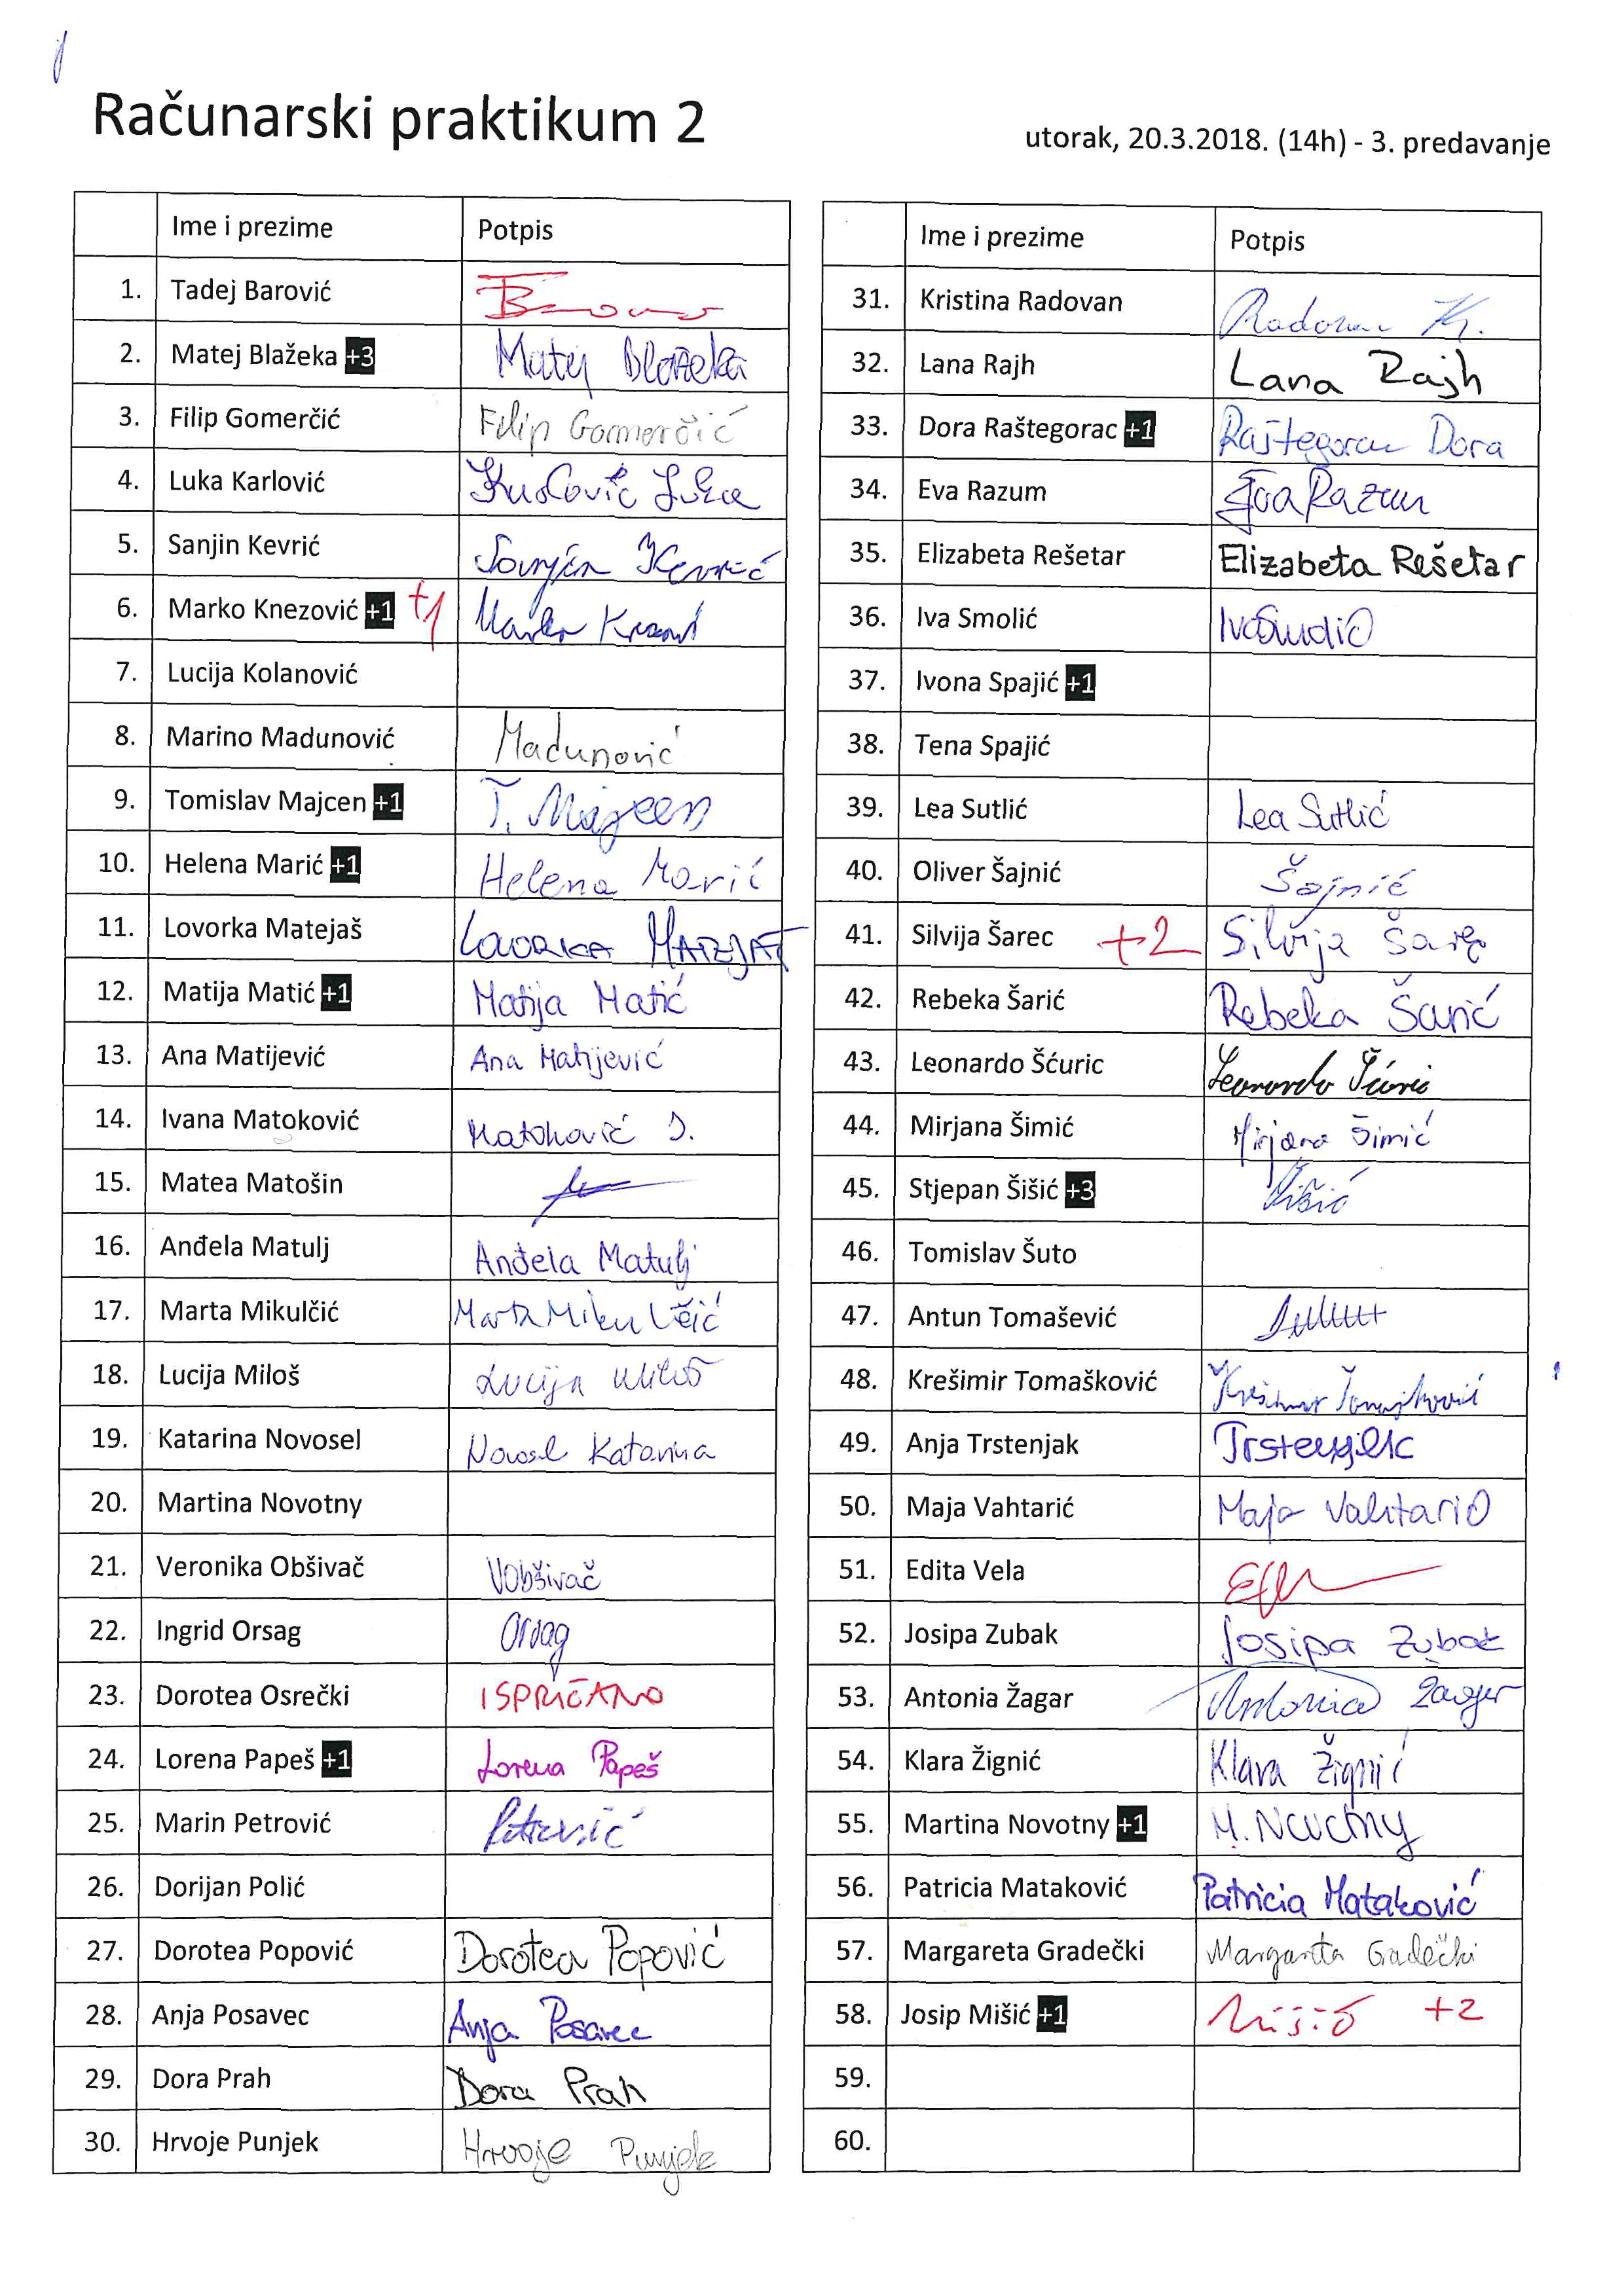 Računarski praktikum 2
utorak, 20.3.2018. (14h) - 3. predavanje
Ime i prezime Potpis
1. Tadej Barović
2. Matej Blažeka +3 Matej Blažeka
3. Filip Gomerčić Filip Gomerčić
4. Luka Karlović Karlović Luka
5. Sanjin Kevrić Sanjin Kevrić
6. Marko Knezović +1 +1 Marko
7. Lucija Kolanović
8. Marino Madunović Madunović
9. Tomislav Majcen +1 T. Majcen
10. Helena Marić +1 Helena Marić
11. Lovorka Matejaš LOVORKA MATEJAŠ
12. Matija Matić +1 Matija Matić
13. Ana Matijević Ana Matijević
14. Ivana Matoković Matoković I.
15. Matea Matošin
16. Anđela Matulj Anđela Matulj
17. Marta Mikulčić Marta Mikulčić
18. Lucija Miloš Lucija Miloš
19. Katarina Novosel Novosel Katarina
20. Martina Novotny
21. Veronika Obšivač VObšivač
22. Ingrid Orsag Orsag
23. Dorotea Osrečki ISPRIČANO
24. Lorena Papeš +1 Lorena Papeš
25. Marin Petrović Petrović
26. Dorijan Polić
27. Dorotea Popović Dorotea Popović
28. Anja Posavec Anja Posavec
29. Dora Prah Dora Prah
30. Hrvoje Punjek Hrvoje Punjek
Ime i prezime Potpis
31. Kristina Radovan Radovan K.
32. Lana Rajh Lana Rajh
33. Dora Raštegorac +1 Raštegorac Dora
34. Eva Razum Eva Razum
35. Elizabeta Rešetar Elizabeta Rešetar
36. Iva Smolić Iva Smolić
37. Ivona Spajić +1
38. Tena Spajić
39. Lea Sutlić Lea Sutlić
40. Oliver Šajnić Šajnić
41. Silvija Šarec +2 Silvija Šarec
42. Rebeka Šarić Rebeka Šarić
43. Leonardo Šćuric Leonardo Šćuric
44. Mirjana Šimić Mirjana Šimić
45. Stjepan Šišić +3 Šišić
46. Tomislav Šuto
47. Antun Tomašević
48. Krešimir Tomašković Krešimir Tomašković
49. Anja Trstenjak Trstenjak
50. Maja Vahtarić Maja Vahtarić
51. Edita Vela
52. Josipa Zubak Josipa Zubak
53. Antonia Žagar Antonia Žagar
54. Klara Žignić Klara Žignić
55. Martina Novotny +1 M. Novotny
56. Patricia Mataković Patricia Mataković
57. Margareta Gradečki Margareta Gradečki
58. Josip Mišić +1 Mišić +2
59.
60.